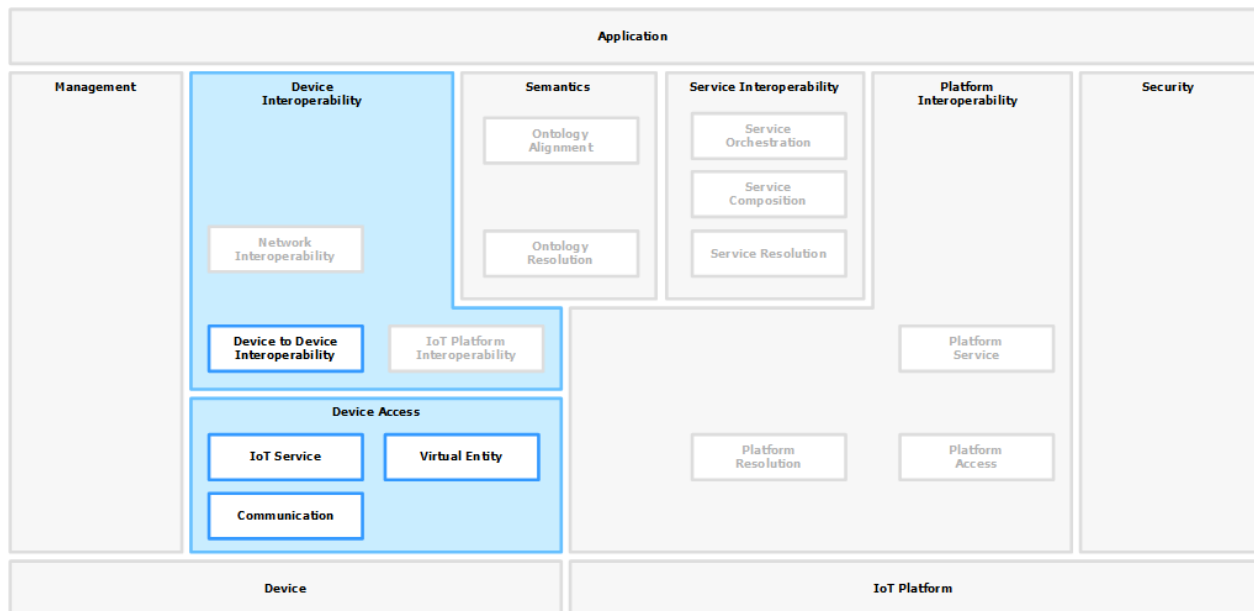 Application
Management
Device
Interoperability
Semantics
Service Interoperability
Platform
Interoperability
Security
Ontology
Alignment
Service
Orchestration
Service
Composition
Network
Interoperability
Ontology
Resolution
Service Resolution
Device to Device
Interoperability
IoT Platform
Interoperability
Platform
Service
Device Access
IoT Service
Virtual Entity
Platform
Resolution
Platform
Access
Communication
Device
IoT Platform